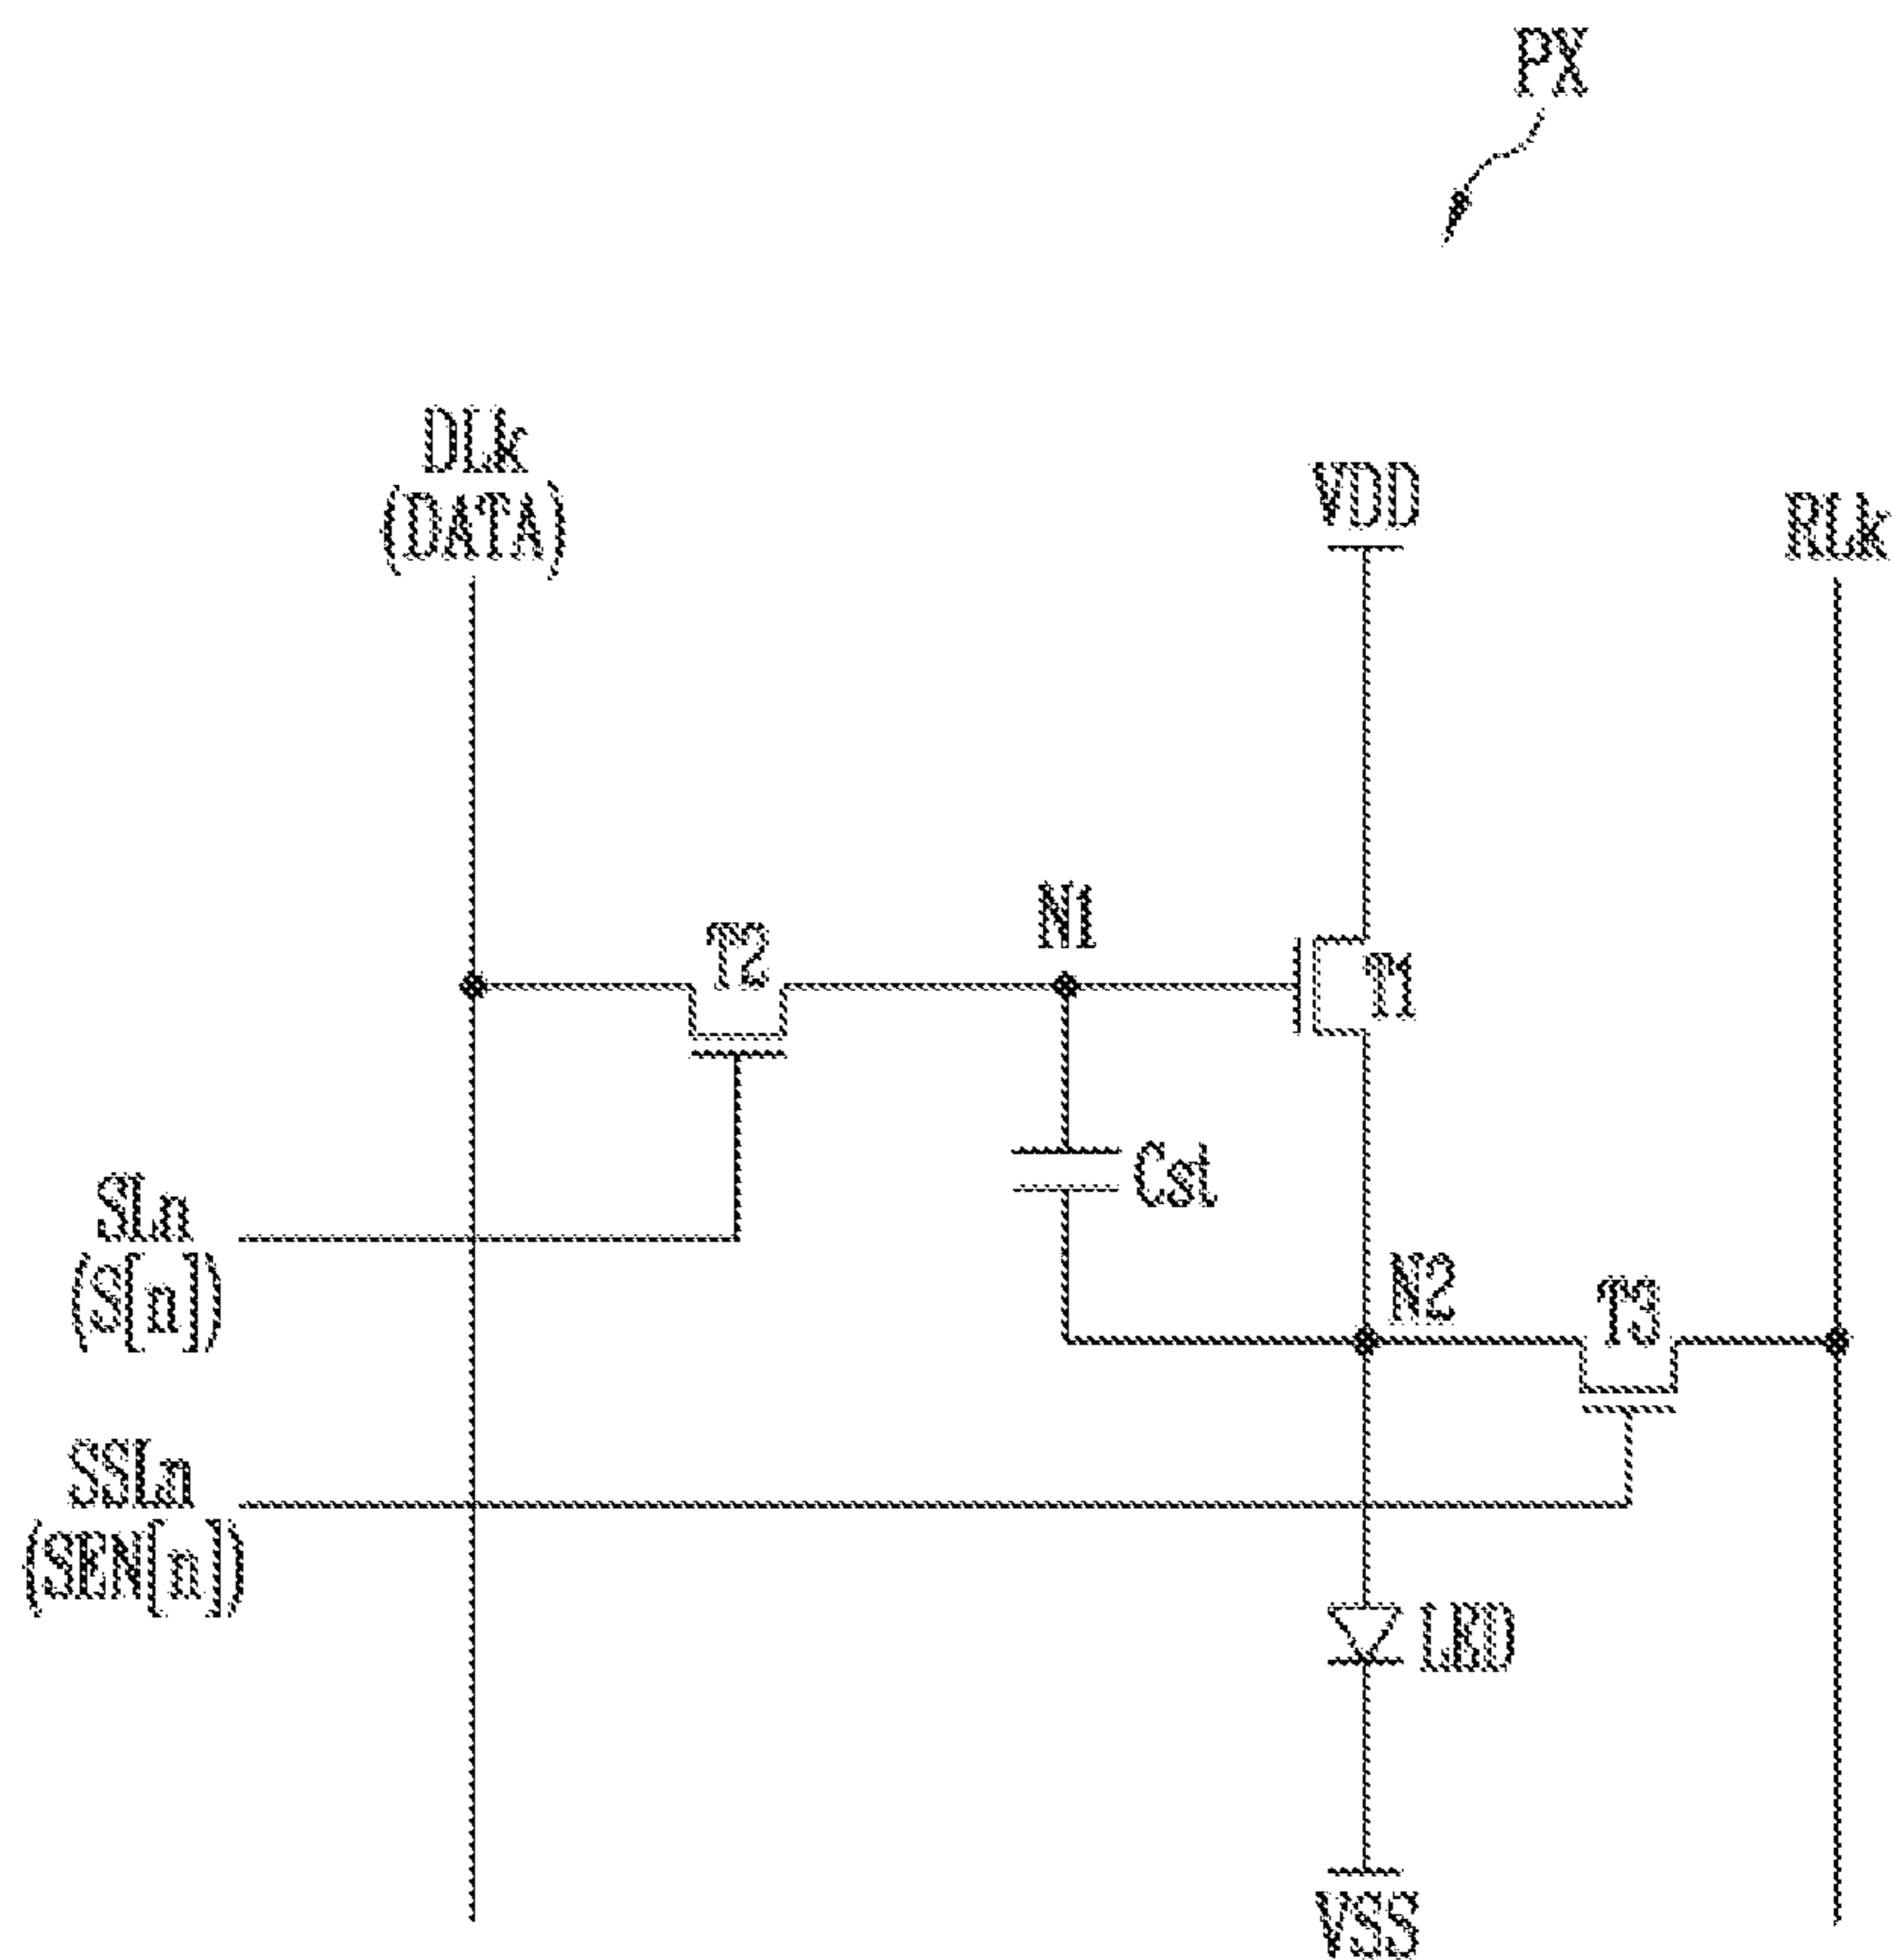 PX
DLk
(DATA)
VDD
RLk
T2
N1
T1
Cst
SLn
(S[n])
N2
T3
SSLn
(SEN[n])
LED
VSS